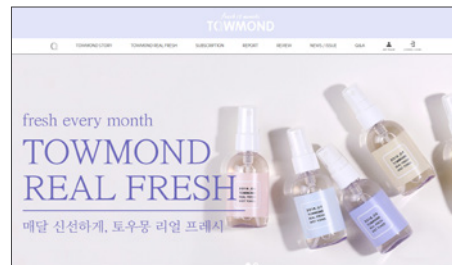 TOWMOND
TOWMOND STORY
TOWMOND REAL FRESH
SUBSCRIPTION
REPORT
REVIEW
NEWS / ISSUE
Q&A
fresh every month
TOWMOND
REAL FRESH
매달 신선하게, 토우몽 리얼 프레시